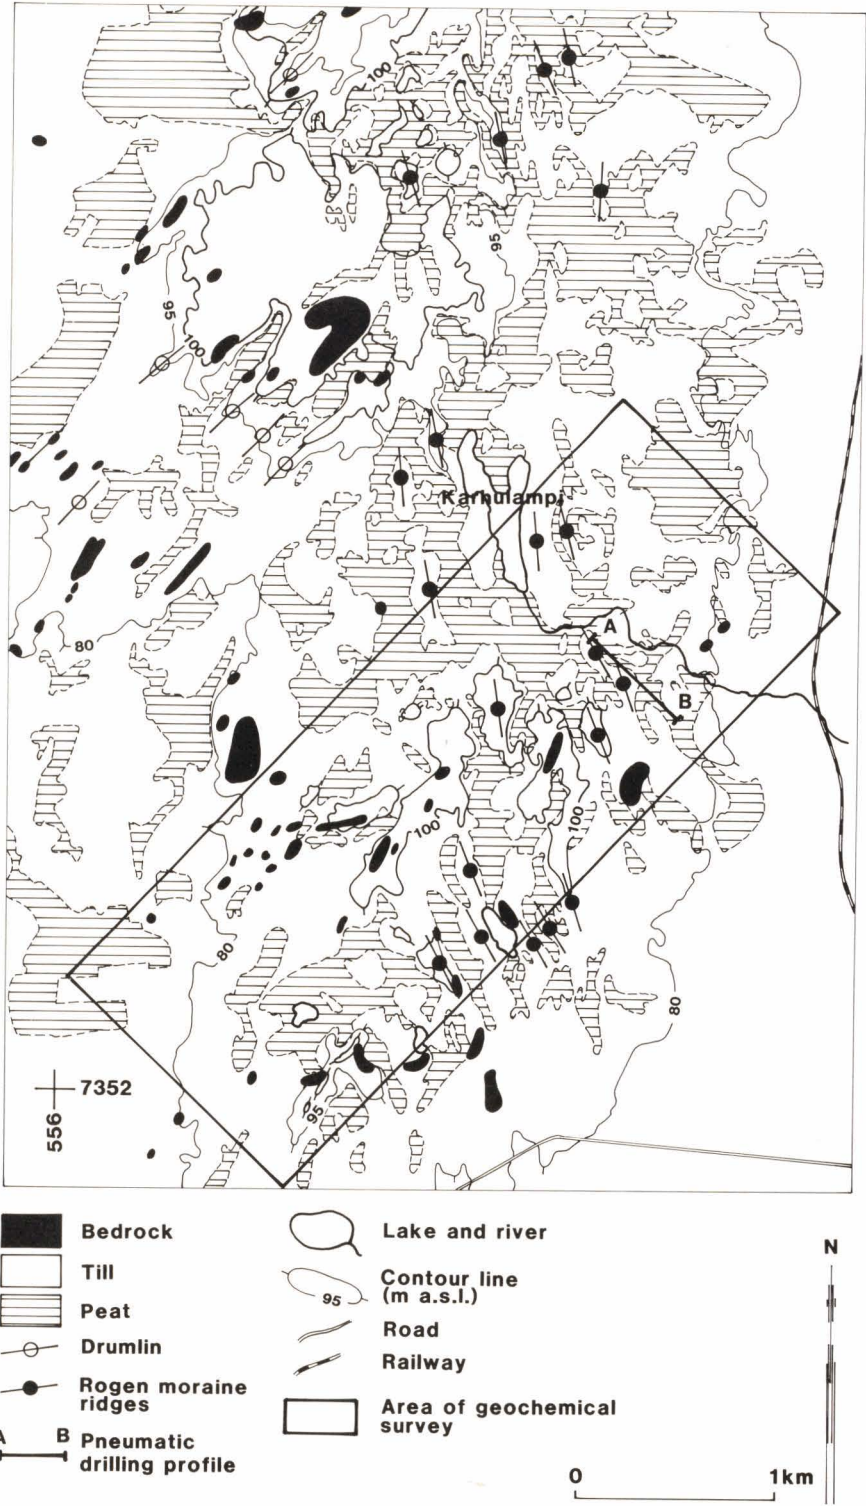 100
95
95
100
Karhulampi
A
80
B
100
100
80
80
95
7352
556
Bedrock
Till
Peat
Drumlin
Rogen moraine
ridges
A B Pneumatic
drilling profile
Lake and river
95
Contour line
(m a.s.l.)
Road
Railway
Area of geochemical
survey
N
0 1km